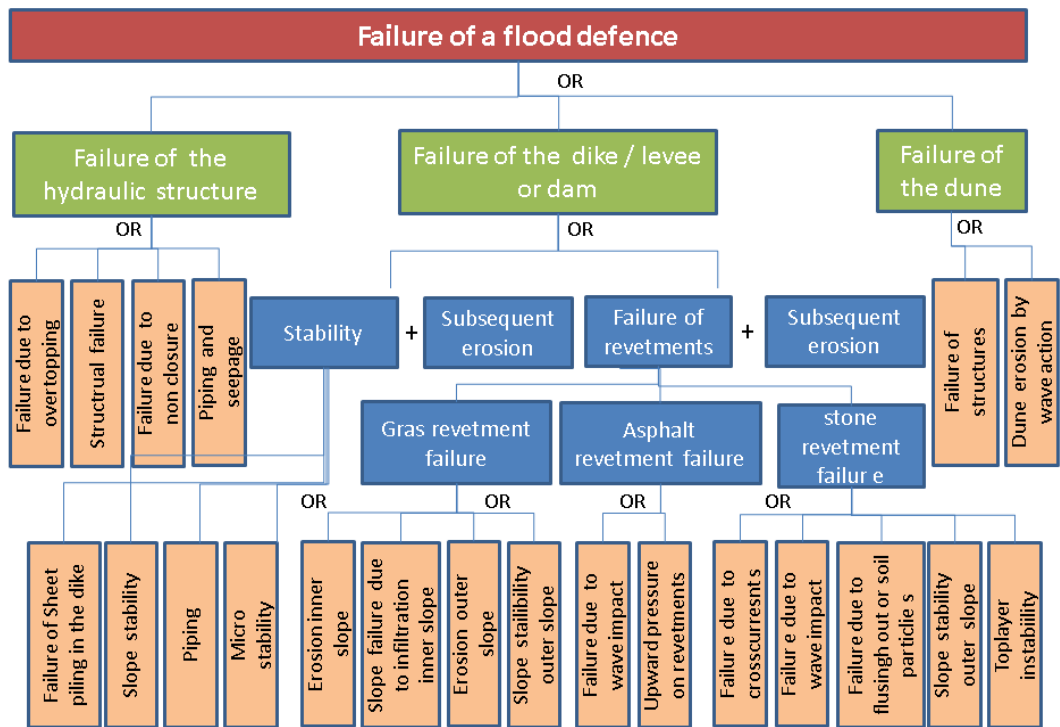 Failure of a flood defence
OR
Failure of the
hydraulic structure
Failure of the dike / levee
or dam
Failure of
the dune
OR
OR
OR
Failure due to
overtopping
Structrual failure
Failure due to
non closure
Piping and
seepage
Stability
+
Subsequent
erosion
Failure of
revetments
+
Subsequent
erosion
Failure of
structures
Dune erosion by
wave action
Gras revetment
failure
Asphalt
revetment failure
stone
revetment
failur e
OR
OR
OR
OR
Failure of Sheet
piling in the dike
Slope stability
Piping
Micro
stability
Erosion inner
slope
Slope failure due
to infiltration
inner slope
Erosion outer
slope
Slope stailibility
outer slope
Failure due to
wave impact
Upward pressure
on revetments
Failur e due to
crosscurresnt s
Failur e due to
wave impact
Failure due to
flusingh out or soil
particlie s
Slope stability
outer slope
Toplayer
instabiility